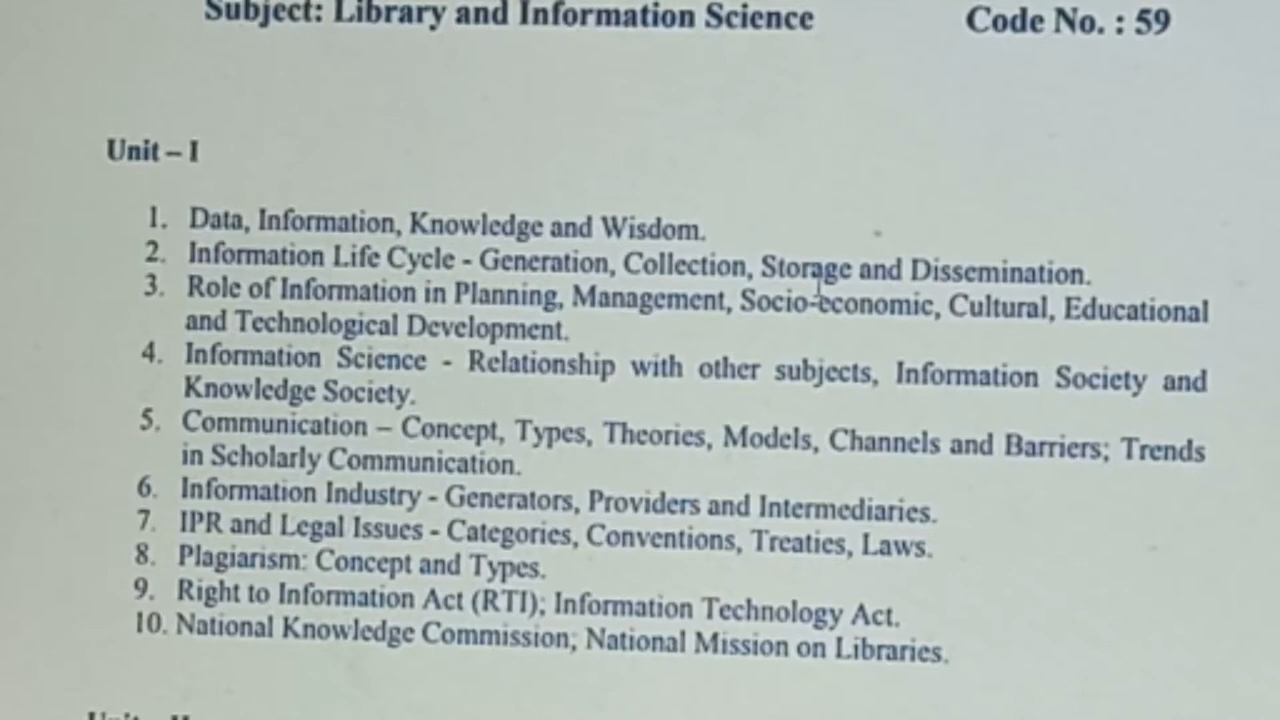 Subject: Library and Information Science Code No. : 59
Unit – I
1. Data, Information, Knowledge and Wisdom.
2. Information Life Cycle - Generation, Collection, Storage and Dissemination.
3. Role of Information in Planning, Management, Socio-economic, Cultural, Educational
and Technological Development.
4. Information Science - Relationship with other subjects, Information Society and
Knowledge Society.
5. Communication – Concept, Types, Theories, Models, Channels and Barriers; Trends
in Scholarly Communication.
6. Information Industry - Generators, Providers and Intermediaries.
7. IPR and Legal Issues - Categories, Conventions, Treaties, Laws.
8. Plagiarism: Concept and Types.
9. Right to Information Act (RTI); Information Technology Act.
10. National Knowledge Commission; National Mission on Libraries.